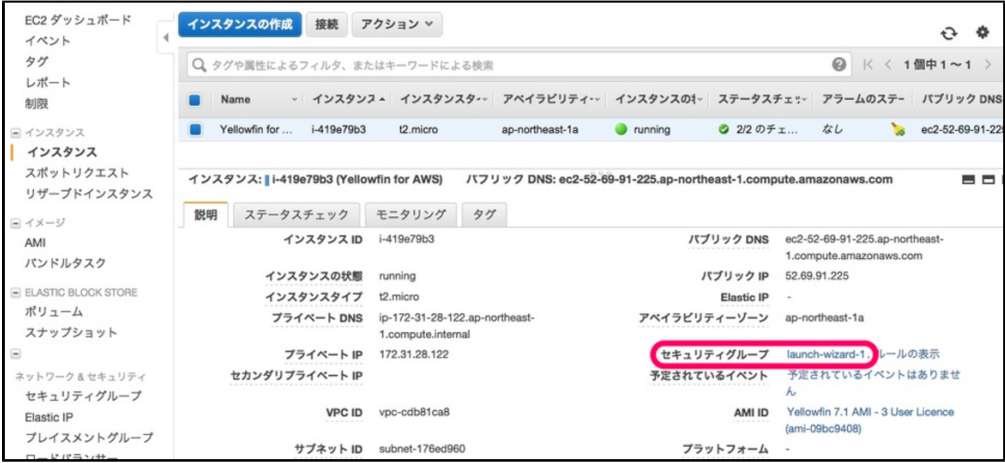 EC2 ダッシュボード
イベント
タグ
レポート
制限
インスタンス
インスタンス
スポットリクエスト
リザーブドインスタンス
イメージ
AMI
バンドルタスク
ELASTIC BLOCK STORE
ボリューム
スナップショット
ネットワーク & セキュリティ
セキュリティグループ
Elastic IP
プレイスメントグループ
ロードバランサー
インスタンスの作成 接続 アクション
タグや属性によるフィルタ、またはキーワードによる検索 1個中1~1
Name インスタンス インスタンスタ アベイラビリティ インスタンスの ステータスチェ アラームのステー パブリック DNS
Yellowfin for ... i-419e79b3 t2.micro ap-northeast-1a running 2/2 のチェ... なし ec2-52-69-91-22
インスタンス: i-419e79b3 (Yellowfin for AWS) パブリック DNS: ec2-52-69-91-225.ap-northeast-1.compute.amazonaws.com
説明 ステータスチェック モニタリング タグ
インスタンス ID i-419e79b3 パブリック DNS ec2-52-69-91-225.ap-northeast-
1.compute.amazonaws.com
インスタンスの状態 running パブリック IP 52.69.91.225
インスタンスタイプ t2.micro Elastic IP -
プライベート DNS ip-172-31-28-122.ap-northeast- アベイラビリティーゾーン ap-northeast-1a
1.compute.internal
プライベート IP 172.31.28.122 セキュリティグループ launch-wizard-1. ルールの表示
セカンダリプライベート IP 予定されているイベント 予定されているイベントはありませ
ん
VPC ID vpc-cdb81ca8 AMI ID Yellowfin 7.1 AMI - 3 User Licence
(ami-09bc9408)
サブネット ID subnet-176ed960 プラットフォーム -